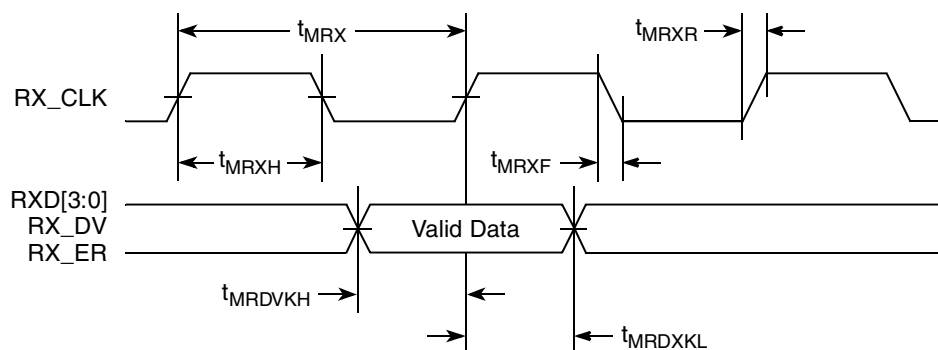 tMRX
tMRXR
RX_CLK
tMRXH
tMRXF
RXD[3:0]
RX_DV
Valid Data
RX_ER
tMRDVKH
tMRDXKL